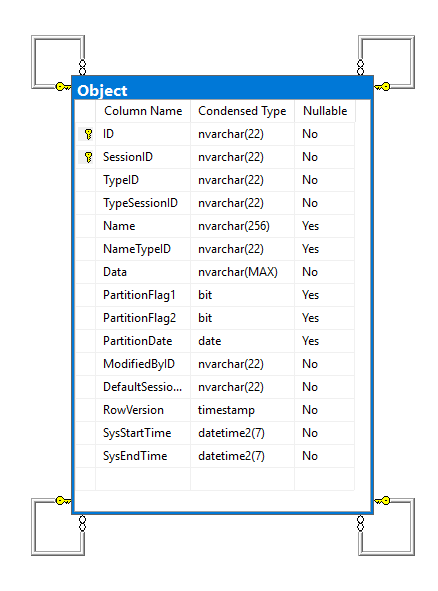 Object
Column Name Condensed Type Nullable
ID nvarchar(22) No
SessionID nvarchar(22) No
TypeID nvarchar(22) No
TypeSessionID nvarchar(22) No
Name nvarchar(256) Yes
NameTypeID nvarchar(22) Yes
Data nvarchar(MAX) No
PartitionFlag1 bit Yes
PartitionFlag2 bit Yes
PartitionDate date Yes
ModifiedByID nvarchar(22) No
DefaultSessio... nvarchar(22) No
RowVersion timestamp No
SysStartTime datetime2(7) No
SysEndTime datetime2(7) No